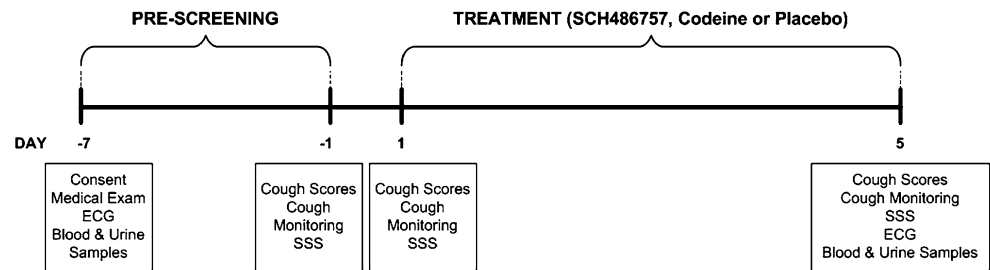 PRE-SCREENING
TREATMENT (SCH486757, Codeine or Placebo)
DAY -7 -1 1 5
Consent
Medical Exam
ECG
Blood & Urine
Samples
Cough Scores
Cough
Monitoring
SSS
Cough Scores
Cough
Monitoring
SSS
Cough Scores
Cough Monitoring
SSS
ECG
Blood & Urine Samples